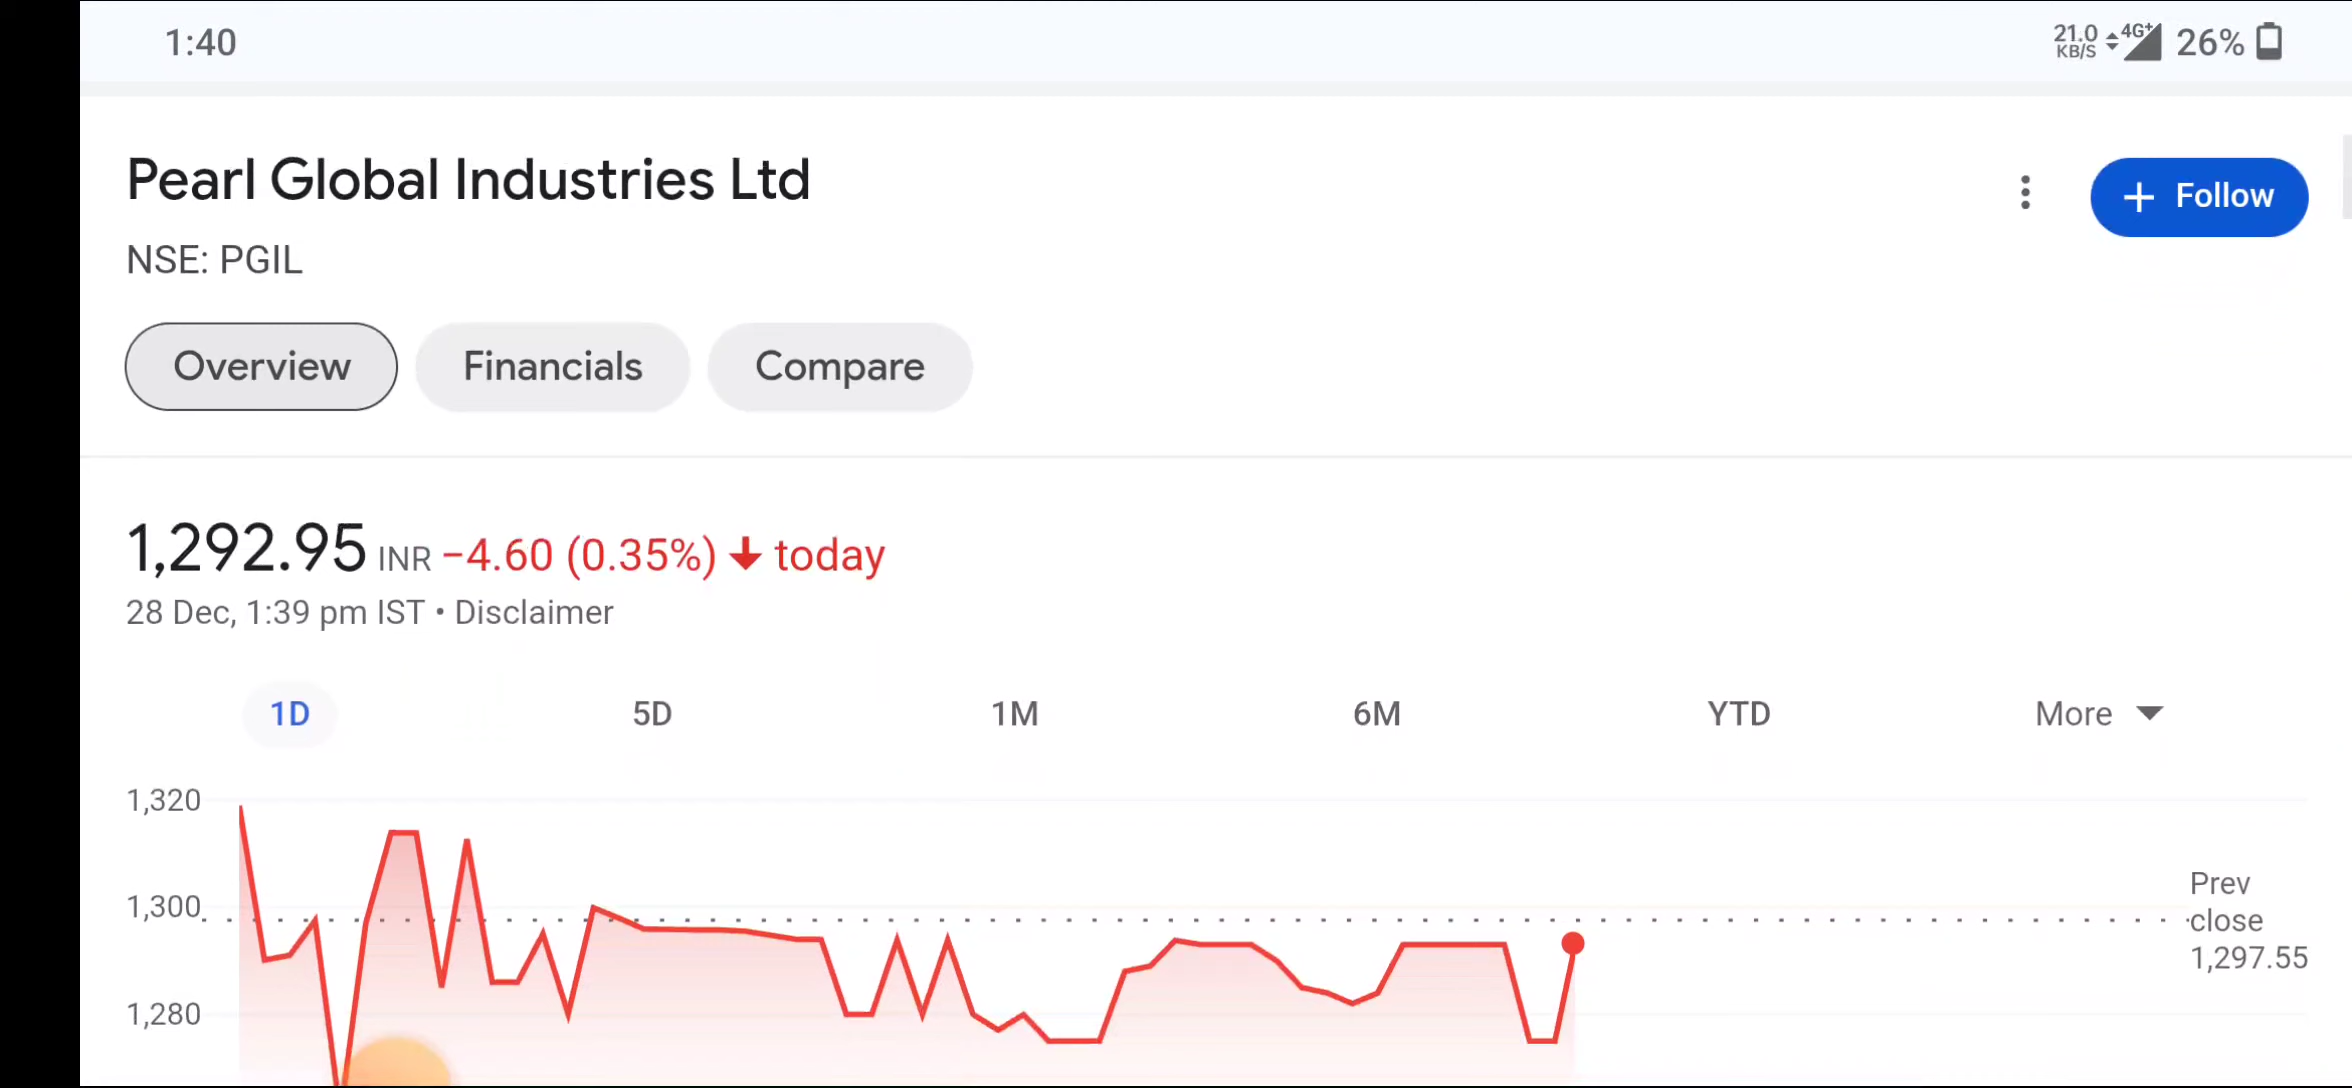 1:40
21.0 KB/S 4G+ 26%
Pearl Global Industries Ltd
+ Follow
NSE: PGIL
Overview Financials Compare
1,292.95 INR −4.60 (0.35%) ↓ today
28 Dec, 1:39 pm IST • Disclaimer
1D 5D 1M 6M YTD More
1,320
1,300
1,280
Prev
close
1,297.55